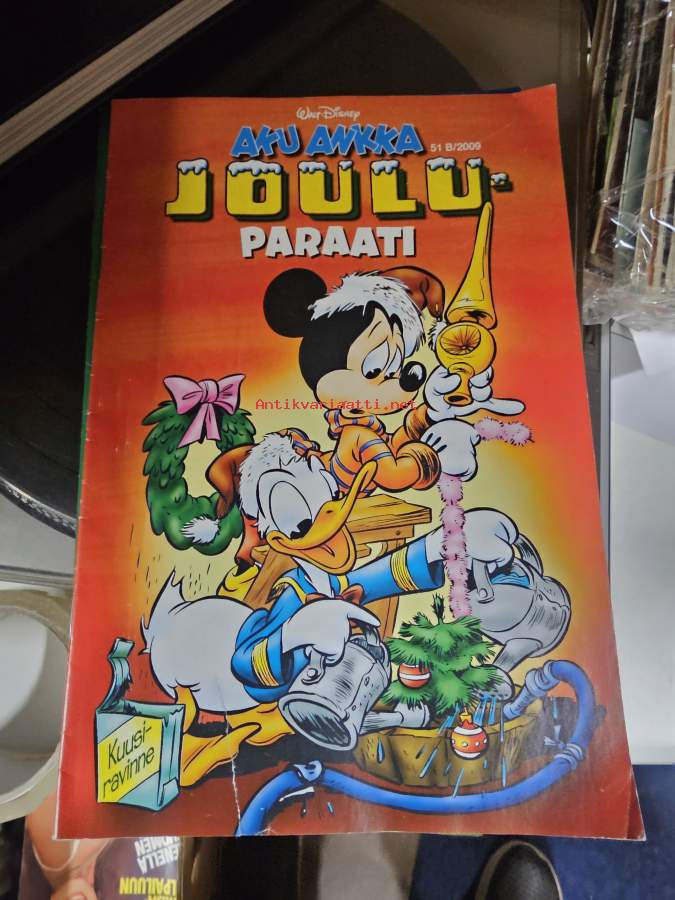 Walt Disney
AKU ANKKA 51 B/2009
JOULU-
PARAATI
Antikvariaatti.net
Kuusi-
ravinne